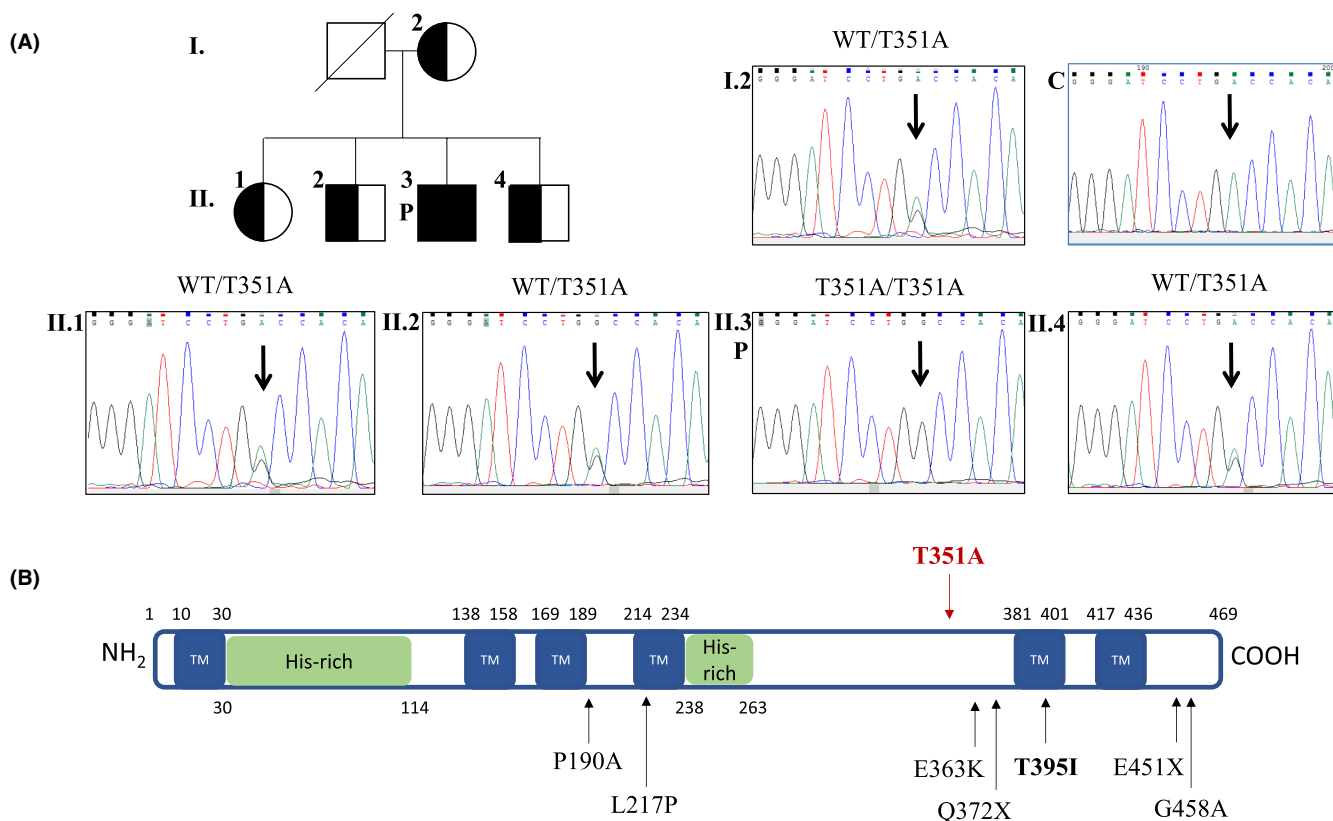 (A)
I.
2
1
2
3
4
II.
P
WT/T351A
I.2
G G G A T C C T G A C C A C A
C
190
G G G A T C C T G A C C A C A
WT/T351A
II.1
G G G A T C C T G A C C A C A
WT/T351A
II.2
G G G A T C C T G G C C A C A
T351A/T351A
II.3
P
G G G A T C C T G G C C A C A
WT/T351A
II.4
G G G A T C C T G A C C A C A
(B)
T351A
1 10 30 138 158 169 189 214 234 381 401 417 436 469
NH2 TM His-rich TM TM TM His-rich TM TM COOH
30 114 238 263
P190A
L217P
E363K
Q372X
T395I
E451X
G458A